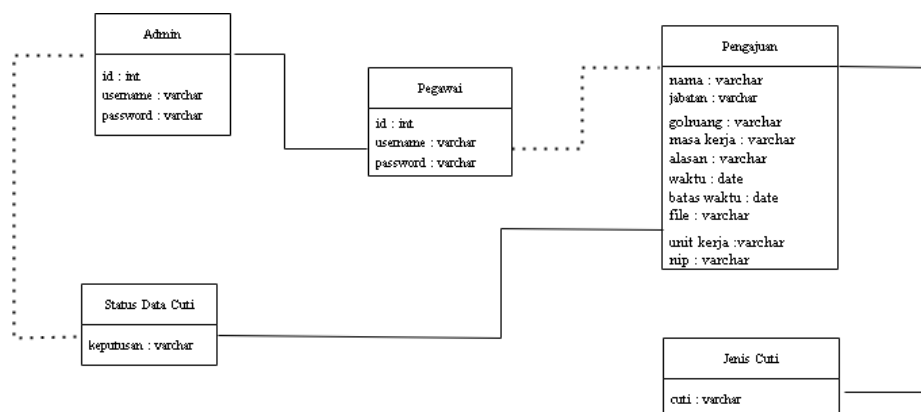 Admin
id : int
username : varchar
password : varchar
Pegawai
id : int
username : varchar
password : varchar
Pengajuan
nama : varchar
jabatan : varchar
golruang : varchar
masa kerja : varchar
alasan : varchar
waktu : date
batas waktu : date
file : varchar
unit kerja :varchar
nip : varchar
Status Data Cuti
keputusan : varchar
Jenis Cuti
cuti : varchar